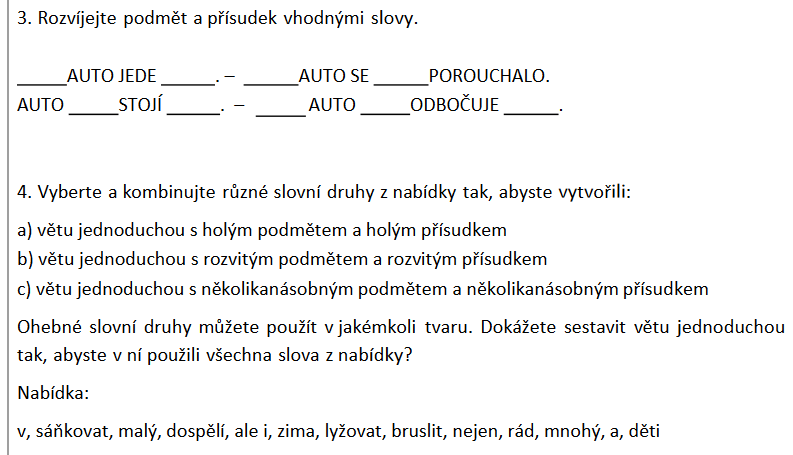 3. Rozvíjejte podmět a přísudek vhodnými slovy.
_____AUTO JEDE ______. – ______AUTO SE ______POROUCHALO.
AUTO _____STOJÍ ______. – _____ AUTO _____ODBOČUJE ______.
4. Vyberte a kombinujte různé slovní druhy z nabídky tak, abyste vytvořili:
a) větu jednoduchou s holým podmětem a holým přísudkem
b) větu jednoduchou s rozvitým podmětem a rozvitým přísudkem
c) větu jednoduchou s několikanásobným podmětem a několikanásobným přísudkem
Ohebné slovní druhy můžete použít v jakémkoli tvaru. Dokážete sestavit větu jednoduchou
tak, abyste v ní použili všechna slova z nabídky?
Nabídka:
v, sáňkovat, malý, dospělí, ale i, zima, lyžovat, bruslit, nejen, rád, mnohý, a, děti